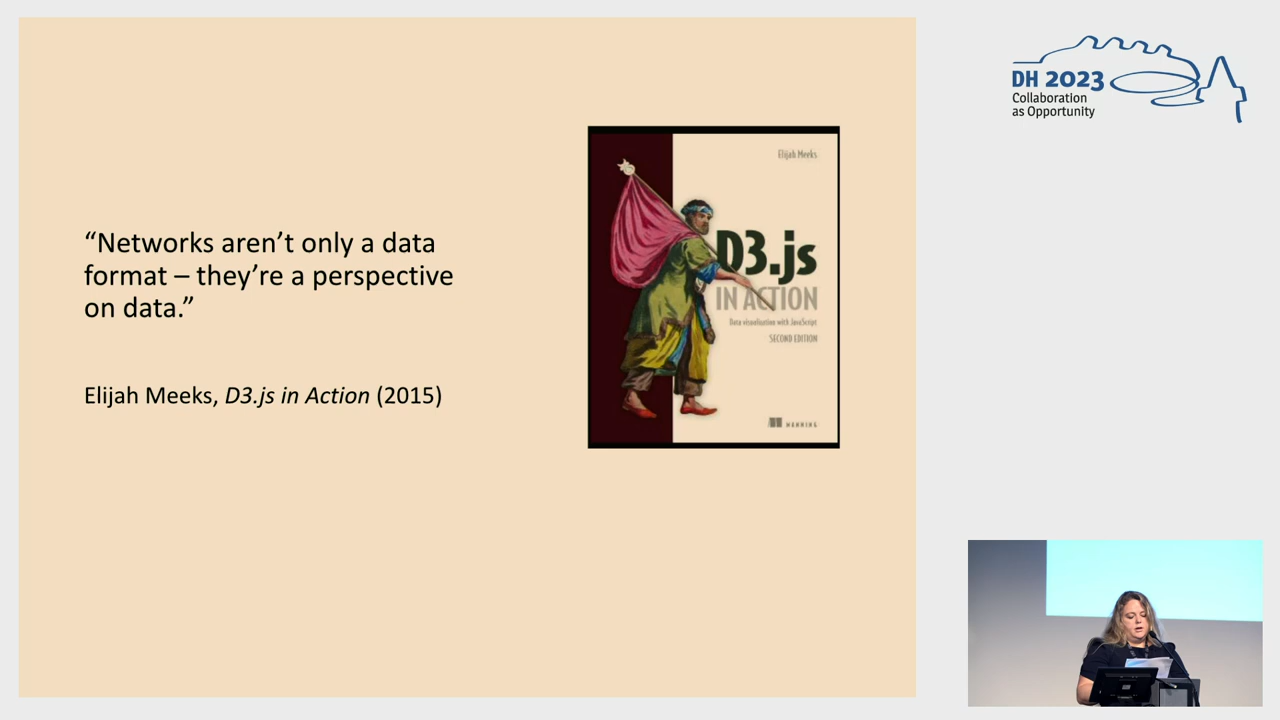 “Networks aren’t only a data
format – they’re a perspective
on data.”
Elijah Meeks, D3.js in Action (2015)
Elijah Meeks
D3.js
IN ACTION
Data visualization with JavaScript
SECOND EDITION
MANNING
DH 2023
Collaboration
as Opportunity